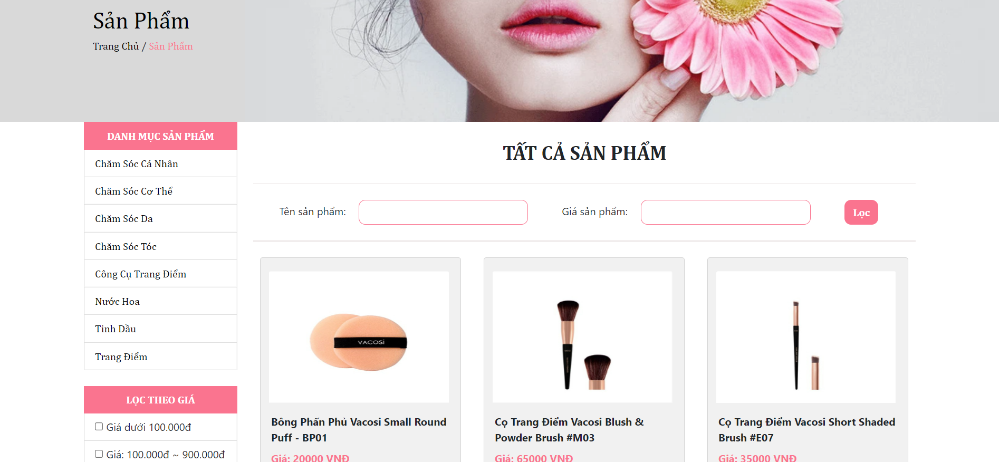 Sản Phẩm
Trang Chủ / Sản Phẩm
DANH MỤC SẢN PHẨM
Chăm Sóc Cá Nhân
Chăm Sóc Cơ Thể
Chăm Sóc Da
Chăm Sóc Tóc
Công Cụ Trang Điểm
Nước Hoa
Tinh Dầu
Trang Điểm
LỌC THEO GIÁ
Giá dưới 100.000đ
Giá: 100.000đ ~ 900.000đ
TẤT CẢ SẢN PHẨM
Tên sản phẩm:
Giá sản phẩm:
Lọc
VACOSI
Bông Phấn Phủ Vacosi Small Round
Puff - BP01
Giá: 20000 VNĐ
Cọ Trang Điểm Vacosi Blush &
Powder Brush #M03
Giá: 65000 VNĐ
Cọ Trang Điểm Vacosi Short Shaded
Brush #E07
Giá: 35000 VNĐ